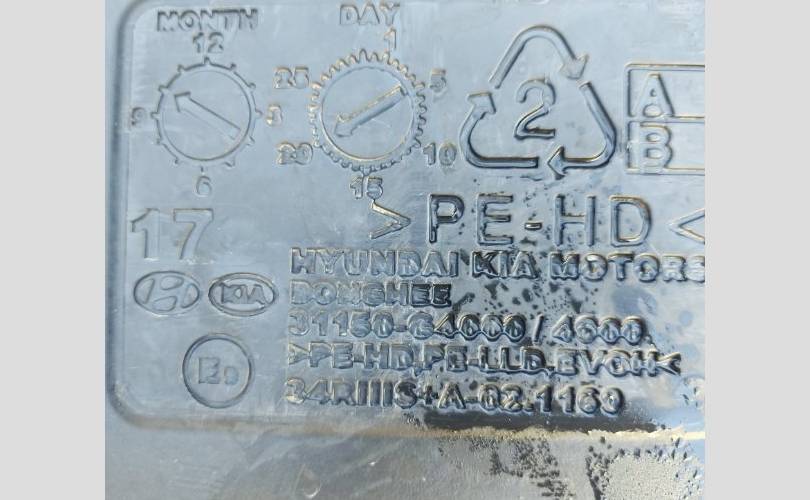 MONTH
12
3
6
9
DAY
1
5
10
15
20
25
2
A
B
17
>PE-HD<
HYUNDAI KIA MOTORS
KIA
DONGHEE
31150-G4000/4600
>PE-HD,PE-LLD,EVOH<
34RIIIS+A-02.1160